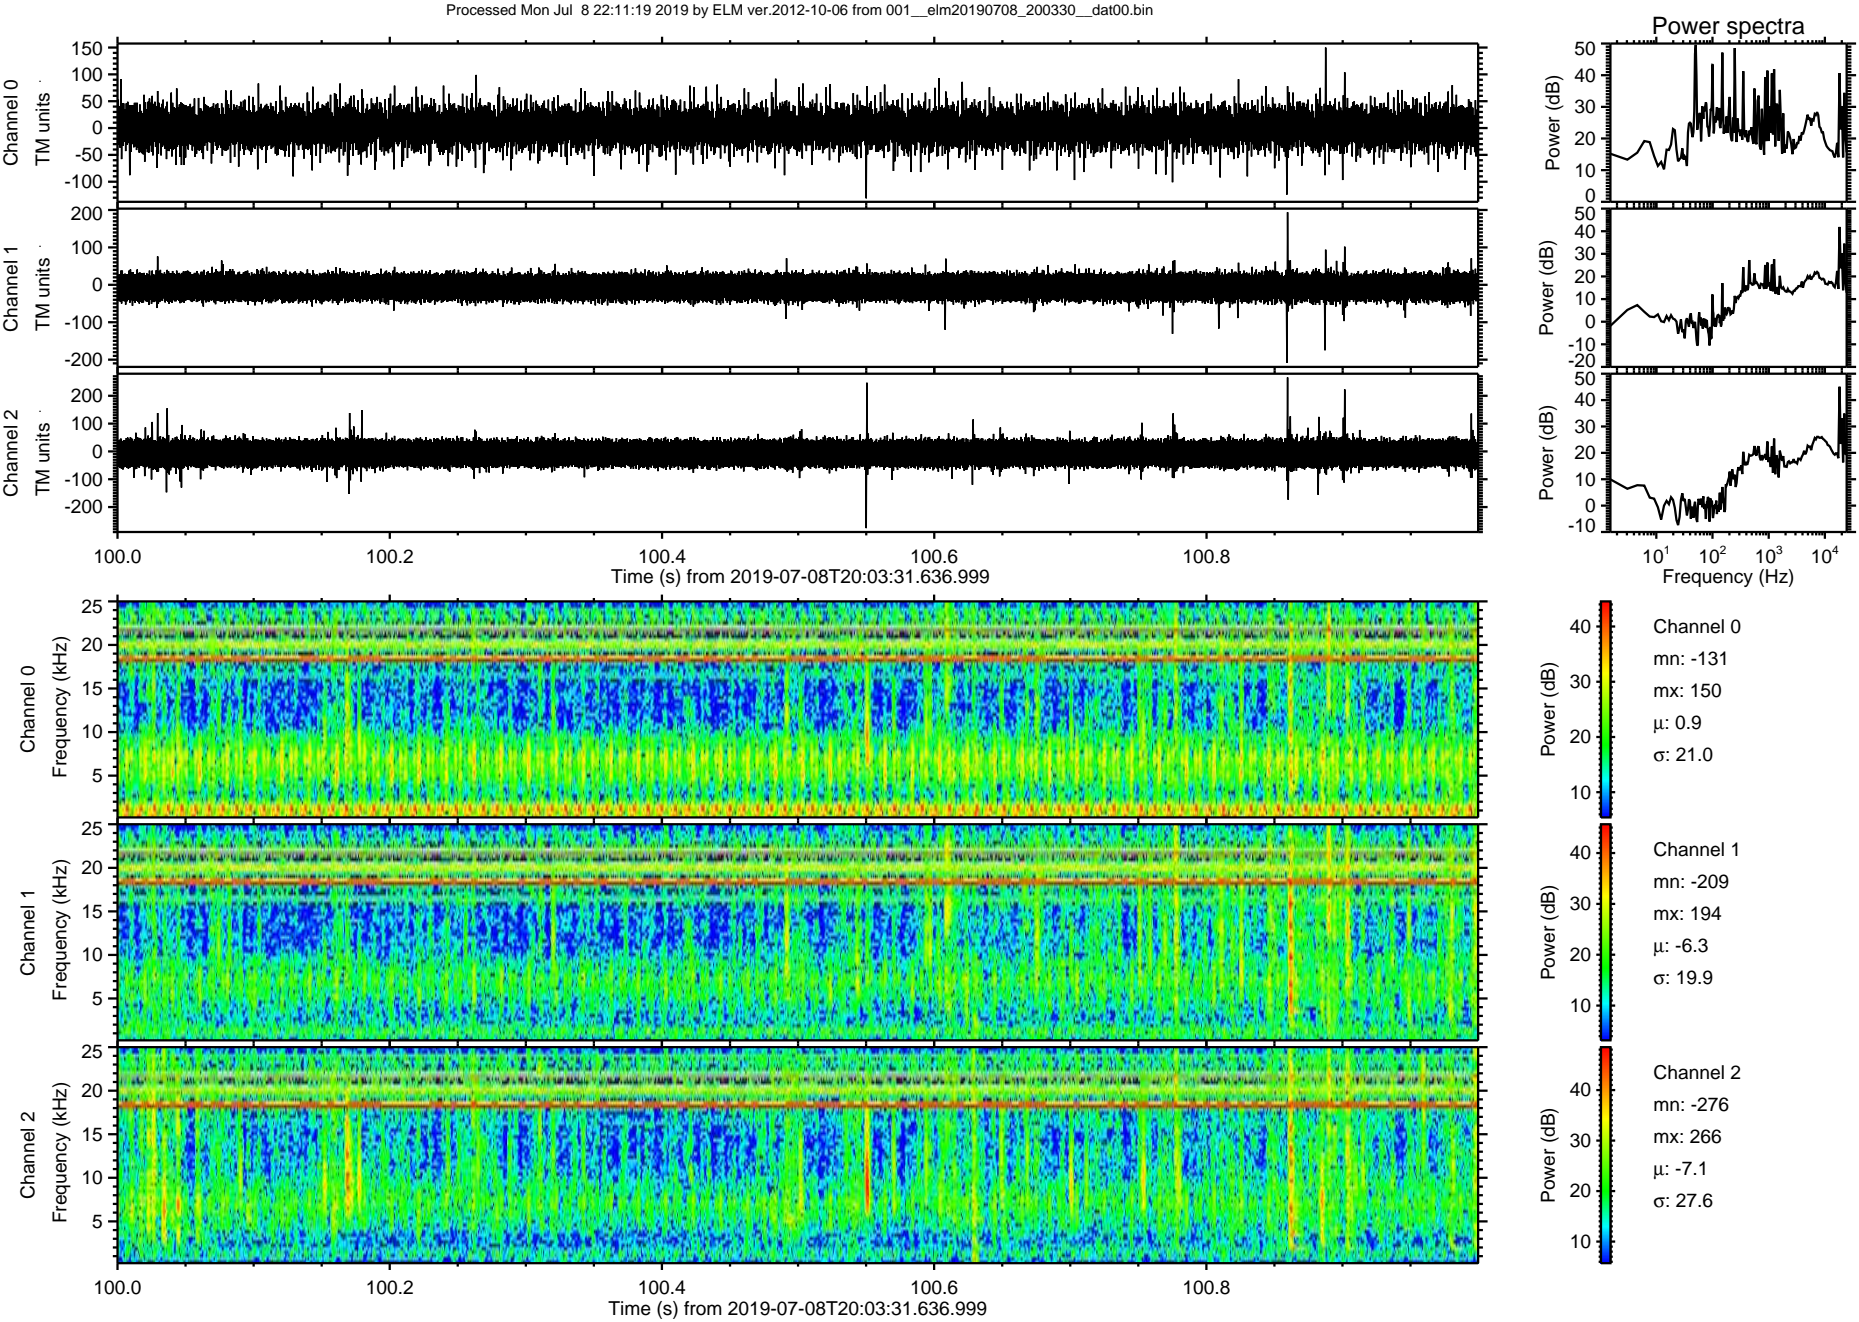 Processed Mon Jul  8 22:11:19 2019 by ELM ver.2012-10-06 from 001__elm20190708_200330__dat00.bin
Power spectra
Channel 0
TM units
150
100
50
0
-50
-100
Power (dB)
50
40
30
20
10
0
Channel 1
TM units
200
100
0
-100
-200
Power (dB)
50
40
30
20
10
0
-10
-20
Channel 2
TM units
200
100
0
-100
-200
Power (dB)
50
40
30
20
10
0
-10
100.0 100.2 100.4 100.6 100.8
Time (s) from 2019-07-08T20:03:31.636.999
10¹ 10² 10³ 10⁴
Frequency (Hz)
Channel 0
Frequency (kHz)
25
20
15
10
5
Power (dB)
40
30
20
10
Channel 0
mn: -131
mx: 150
μ: 0.9
σ: 21.0
Channel 1
Frequency (kHz)
25
20
15
10
5
Power (dB)
40
30
20
10
Channel 1
mn: -209
mx: 194
μ: -6.3
σ: 19.9
Channel 2
Frequency (kHz)
25
20
15
10
5
Power (dB)
40
30
20
10
Channel 2
mn: -276
mx: 266
μ: -7.1
σ: 27.6
100.0 100.2 100.4 100.6 100.8
Time (s) from 2019-07-08T20:03:31.636.999